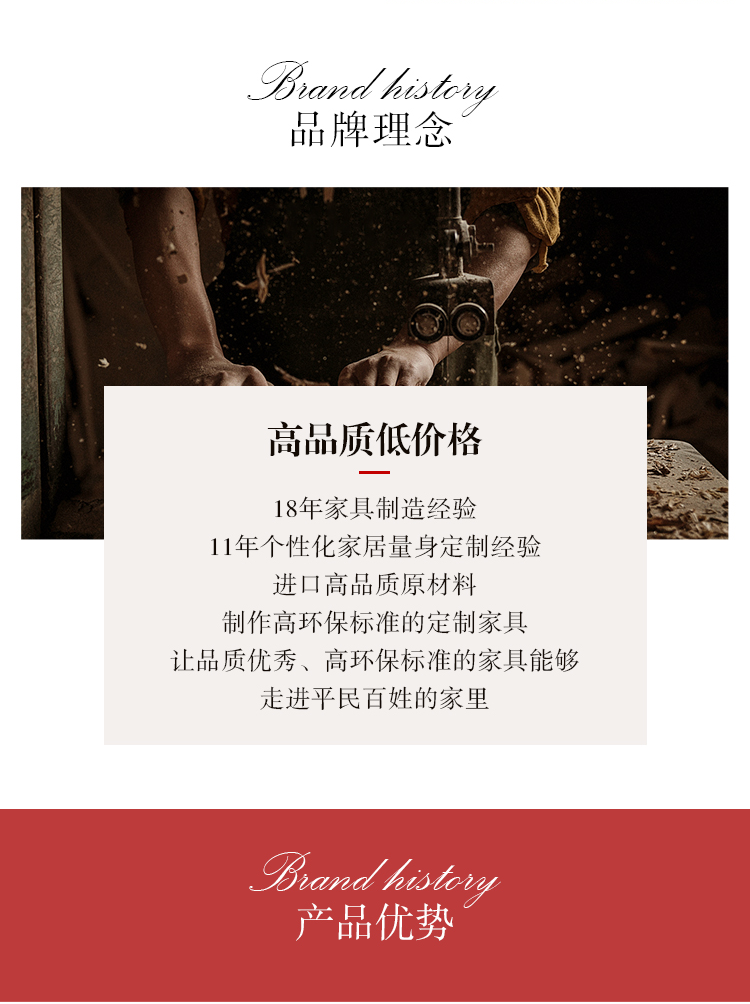 Brand history
品牌理念
高品质低价格
18年家具制造经验
11年个性化家居量身定制经验
进口高品质原材料
制作高环保标准的定制家具
让品质优秀、高环保标准的家具能够
走进平民百姓的家里
Brand history
产品优势